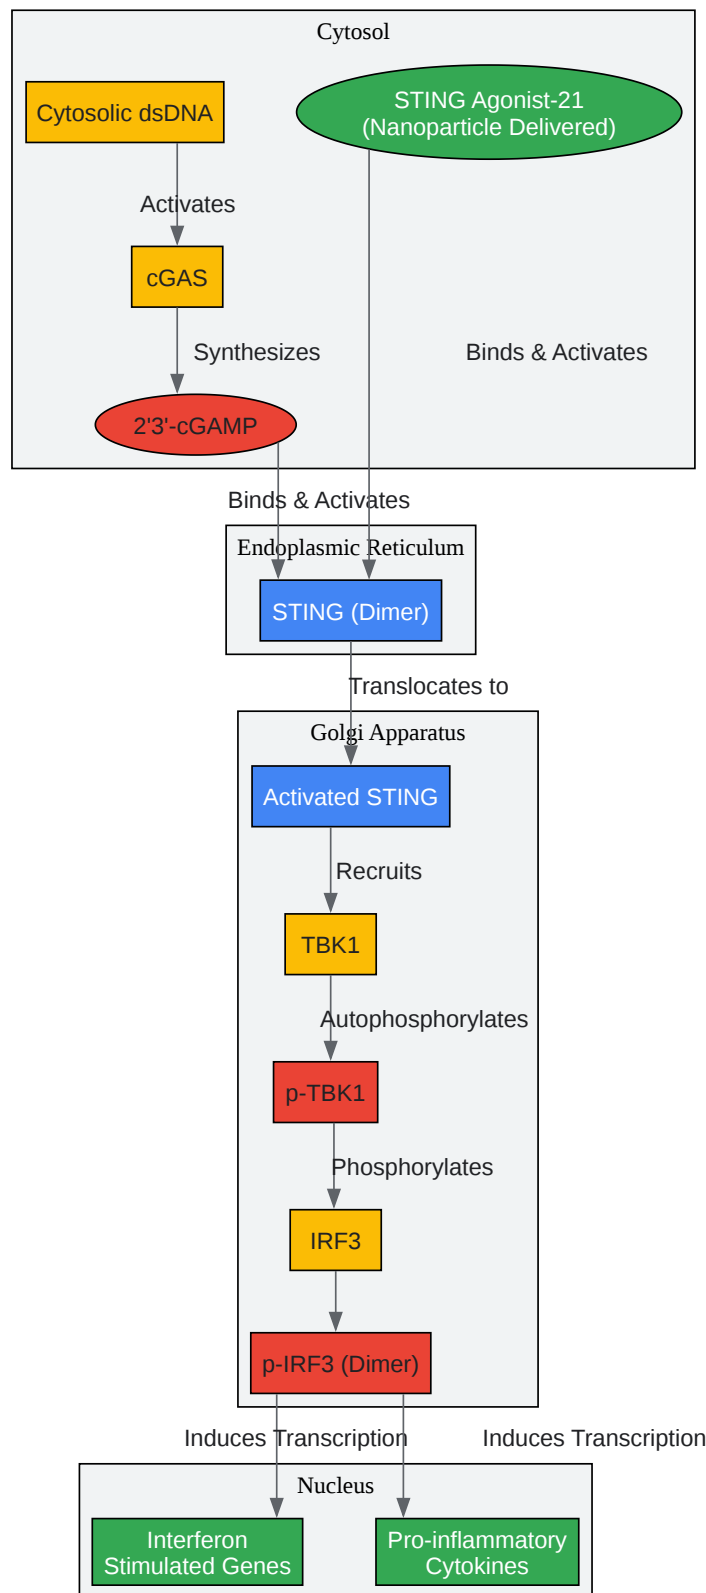 Cytosol
Cytosolic dsDNA
STING Agonist-21
(Nanoparticle Delivered)
Activates
cGAS
Synthesizes
Binds & Activates
2'3'-cGAMP
Binds & Activates
Endoplasmic Reticulum
STING (Dimer)
Translocates to
Golgi Apparatus
Activated STING
Recruits
TBK1
Autophosphorylates
p-TBK1
Phosphorylates
IRF3
p-IRF3 (Dimer)
Induces Transcription
Induces Transcription
Nucleus
Interferon
Stimulated Genes
Pro-inflammatory
Cytokines